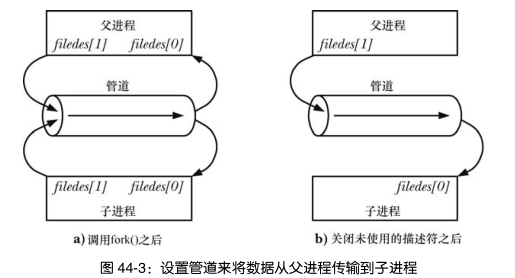 父进程
filedes[1] filedes[0]
管道
filedes[1] filedes[0]
子进程
a) 调用fork()之后
父进程
filedes[1]
管道
filedes[0]
子进程
b) 关闭未使用的描述符之后
图 44-3：设置管道来将数据从父进程传输到子进程